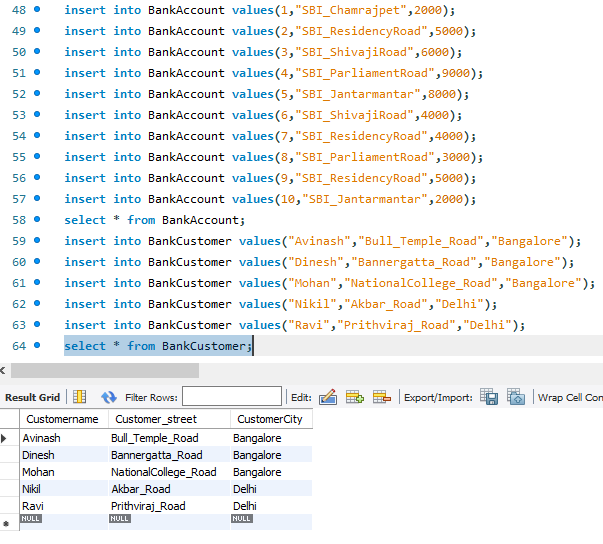 48 insert into BankAccount values(1,"SBI_Chamrajpet",2000);
49 insert into BankAccount values(2,"SBI_ResidencyRoad",5000);
50 insert into BankAccount values(3,"SBI_ShivajiRoad",6000);
51 insert into BankAccount values(4,"SBI_ParliamentRoad",9000);
52 insert into BankAccount values(5,"SBI_Jantarmantar",8000);
53 insert into BankAccount values(6,"SBI_ShivajiRoad",4000);
54 insert into BankAccount values(7,"SBI_ResidencyRoad",4000);
55 insert into BankAccount values(8,"SBI_ParliamentRoad",3000);
56 insert into BankAccount values(9,"SBI_ResidencyRoad",5000);
57 insert into BankAccount values(10,"SBI_Jantarmantar",2000);
58 select * from BankAccount;
59 insert into BankCustomer values("Avinash","Bull_Temple_Road","Bangalore");
60 insert into BankCustomer values("Dinesh","Bannergatta_Road","Bangalore");
61 insert into BankCustomer values("Mohan","NationalCollege_Road","Bangalore");
62 insert into BankCustomer values("Nikil","Akbar_Road","Delhi");
63 insert into BankCustomer values("Ravi","Prithviraj_Road","Delhi");
64 select * from BankCustomer;
Result Grid Filter Rows: Edit: Export/Import: Wrap Cell Con
Customername Customer_street CustomerCity
Avinash Bull_Temple_Road Bangalore
Dinesh Bannergatta_Road Bangalore
Mohan NationalCollege_Road Bangalore
Nikil Akbar_Road Delhi
Ravi Prithviraj_Road Delhi
NULL NULL NULL